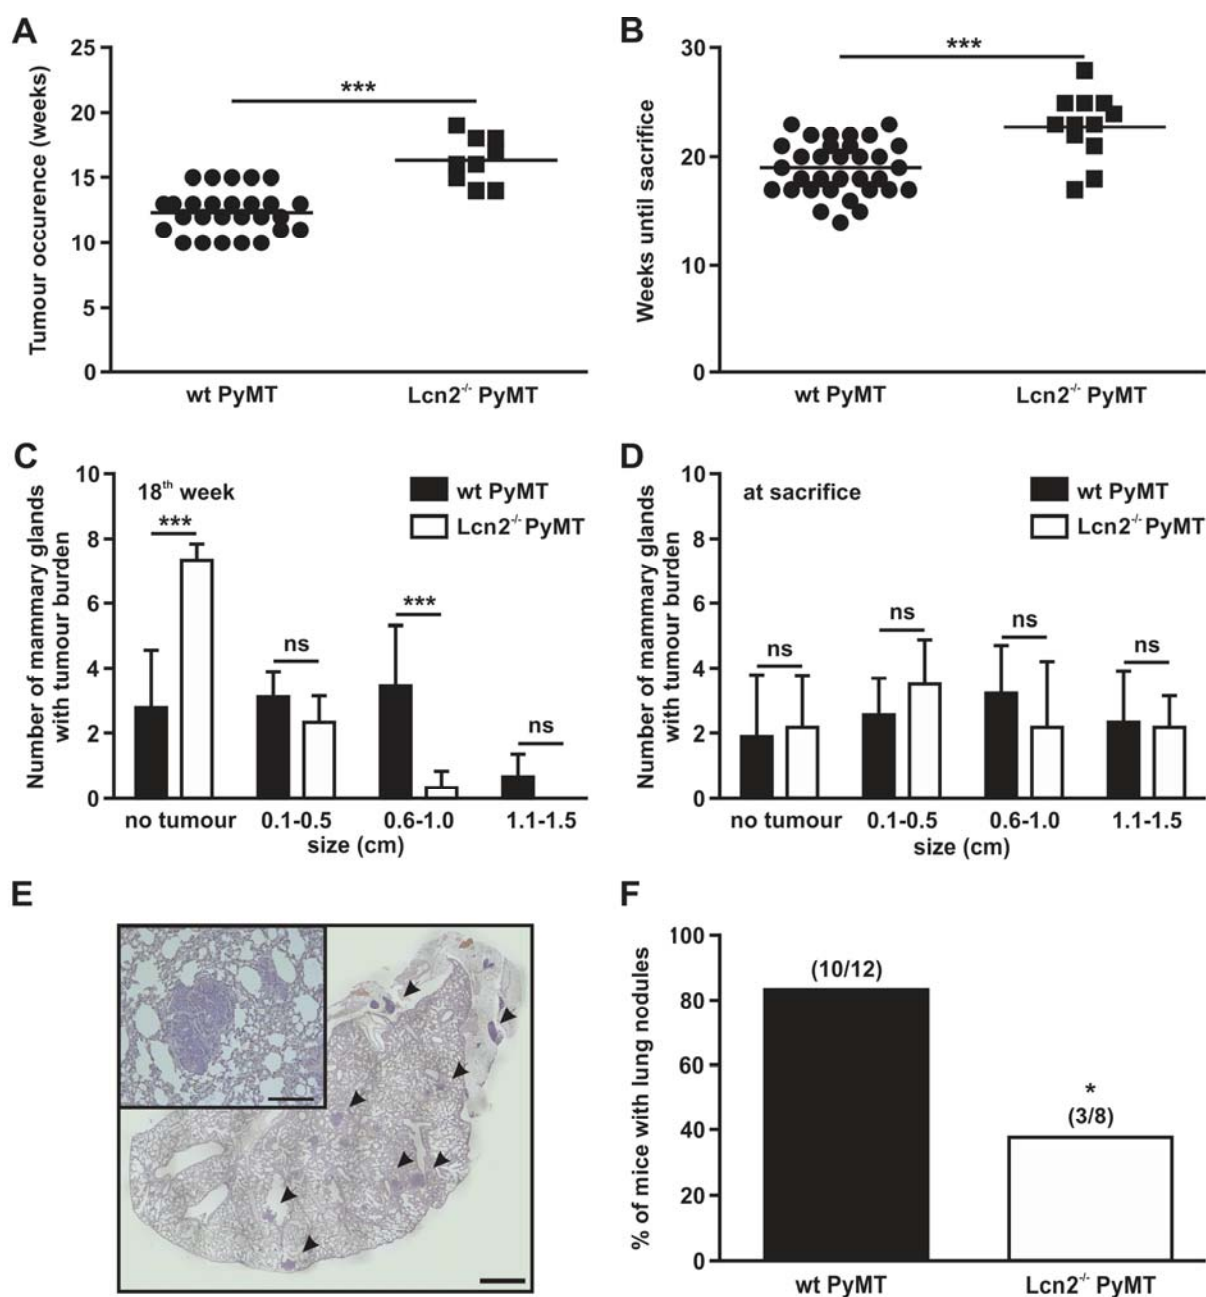 A
Tumour occurence (weeks)
25
20
15
10
5
0
***
wt PyMT
Lcn2-/- PyMT
B
Weeks until sacrifice
30
20
10
0
***
wt PyMT
Lcn2-/- PyMT
C
Number of mammary glands
with tumour burden
10
8
6
4
2
0
18th week
wt PyMT
Lcn2-/- PyMT
***
ns
***
ns
no tumour
0.1-0.5
0.6-1.0
1.1-1.5
size (cm)
D
Number of mammary glands
with tumour burden
10
8
6
4
2
0
at sacrifice
wt PyMT
Lcn2-/- PyMT
ns
ns
ns
ns
no tumour
0.1-0.5
0.6-1.0
1.1-1.5
size (cm)
E
F
% of mice with lung nodules
100
80
60
40
20
0
(10/12)
*
(3/8)
wt PyMT
Lcn2-/- PyMT